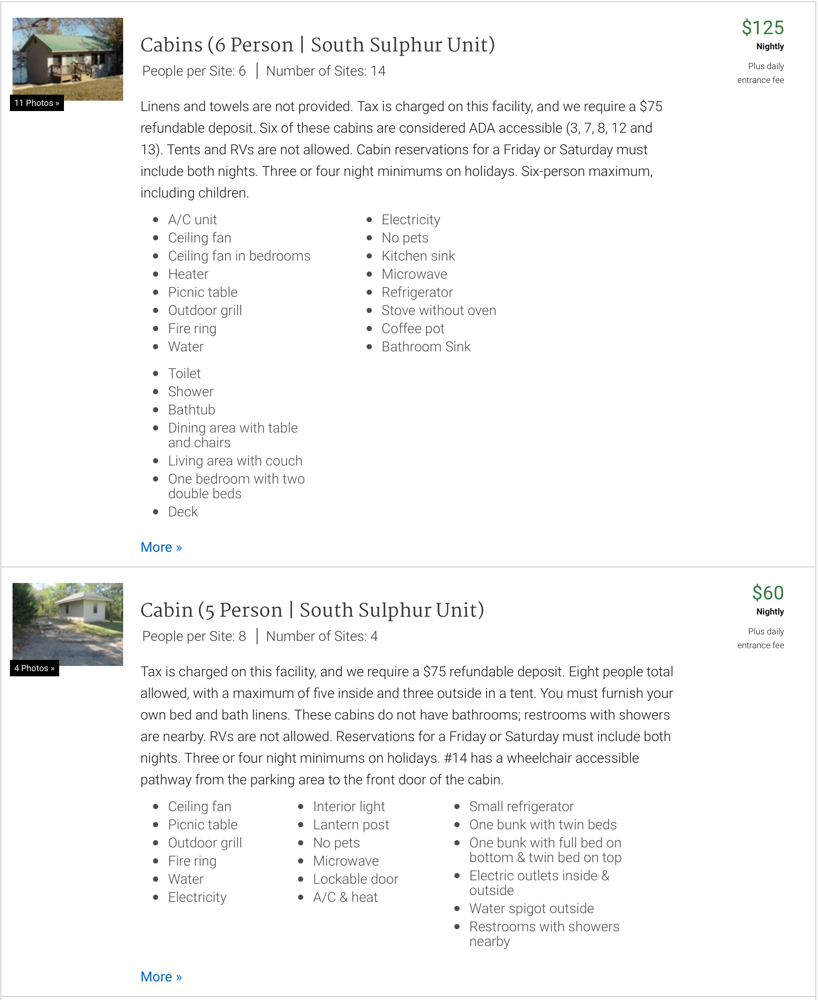 Cabins (6 Person | South Sulphur Unit)
$125
Nightly
People per Site: 6 | Number of Sites: 14
Plus daily
entrance fee
11 Photos »
Linens and towels are not provided. Tax is charged on this facility, and we require a $75
refundable deposit. Six of these cabins are considered ADA accessible (3, 7, 8, 12 and
13). Tents and RVs are not allowed. Cabin reservations for a Friday or Saturday must
include both nights. Three or four night minimums on holidays. Six-person maximum,
including children.
• A/C unit
• Ceiling fan
• Ceiling fan in bedrooms
• Heater
• Picnic table
• Outdoor grill
• Fire ring
• Water
• Electricity
• No pets
• Kitchen sink
• Microwave
• Refrigerator
• Stove without oven
• Coffee pot
• Bathroom Sink
• Toilet
• Shower
• Bathtub
• Dining area with table
and chairs
• Living area with couch
• One bedroom with two
double beds
• Deck
More »
Cabin (5 Person | South Sulphur Unit)
$60
Nightly
People per Site: 8 | Number of Sites: 4
Plus daily
entrance fee
4 Photos »
Tax is charged on this facility, and we require a $75 refundable deposit. Eight people total
allowed, with a maximum of five inside and three outside in a tent. You must furnish your
own bed and bath linens. These cabins do not have bathrooms; restrooms with showers
are nearby. RVs are not allowed. Reservations for a Friday or Saturday must include both
nights. Three or four night minimums on holidays. #14 has a wheelchair accessible
pathway from the parking area to the front door of the cabin.
• Ceiling fan
• Picnic table
• Outdoor grill
• Fire ring
• Water
• Electricity
• Interior light
• Lantern post
• No pets
• Microwave
• Lockable door
• A/C & heat
• Small refrigerator
• One bunk with twin beds
• One bunk with full bed on
bottom & twin bed on top
• Electric outlets inside &
outside
• Water spigot outside
• Restrooms with showers
nearby
More »